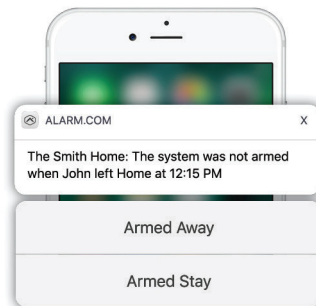 ALARM.COM X
The Smith Home: The system was not armed
when John left Home at 12:15 PM
Armed Away
Armed Stay